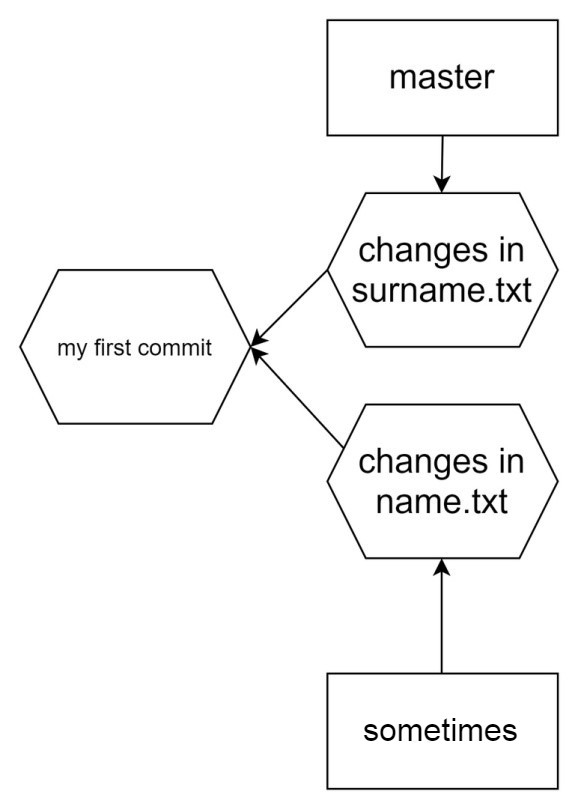 master
changes in
surname.txt
my first commit
changes in
name.txt
sometimes